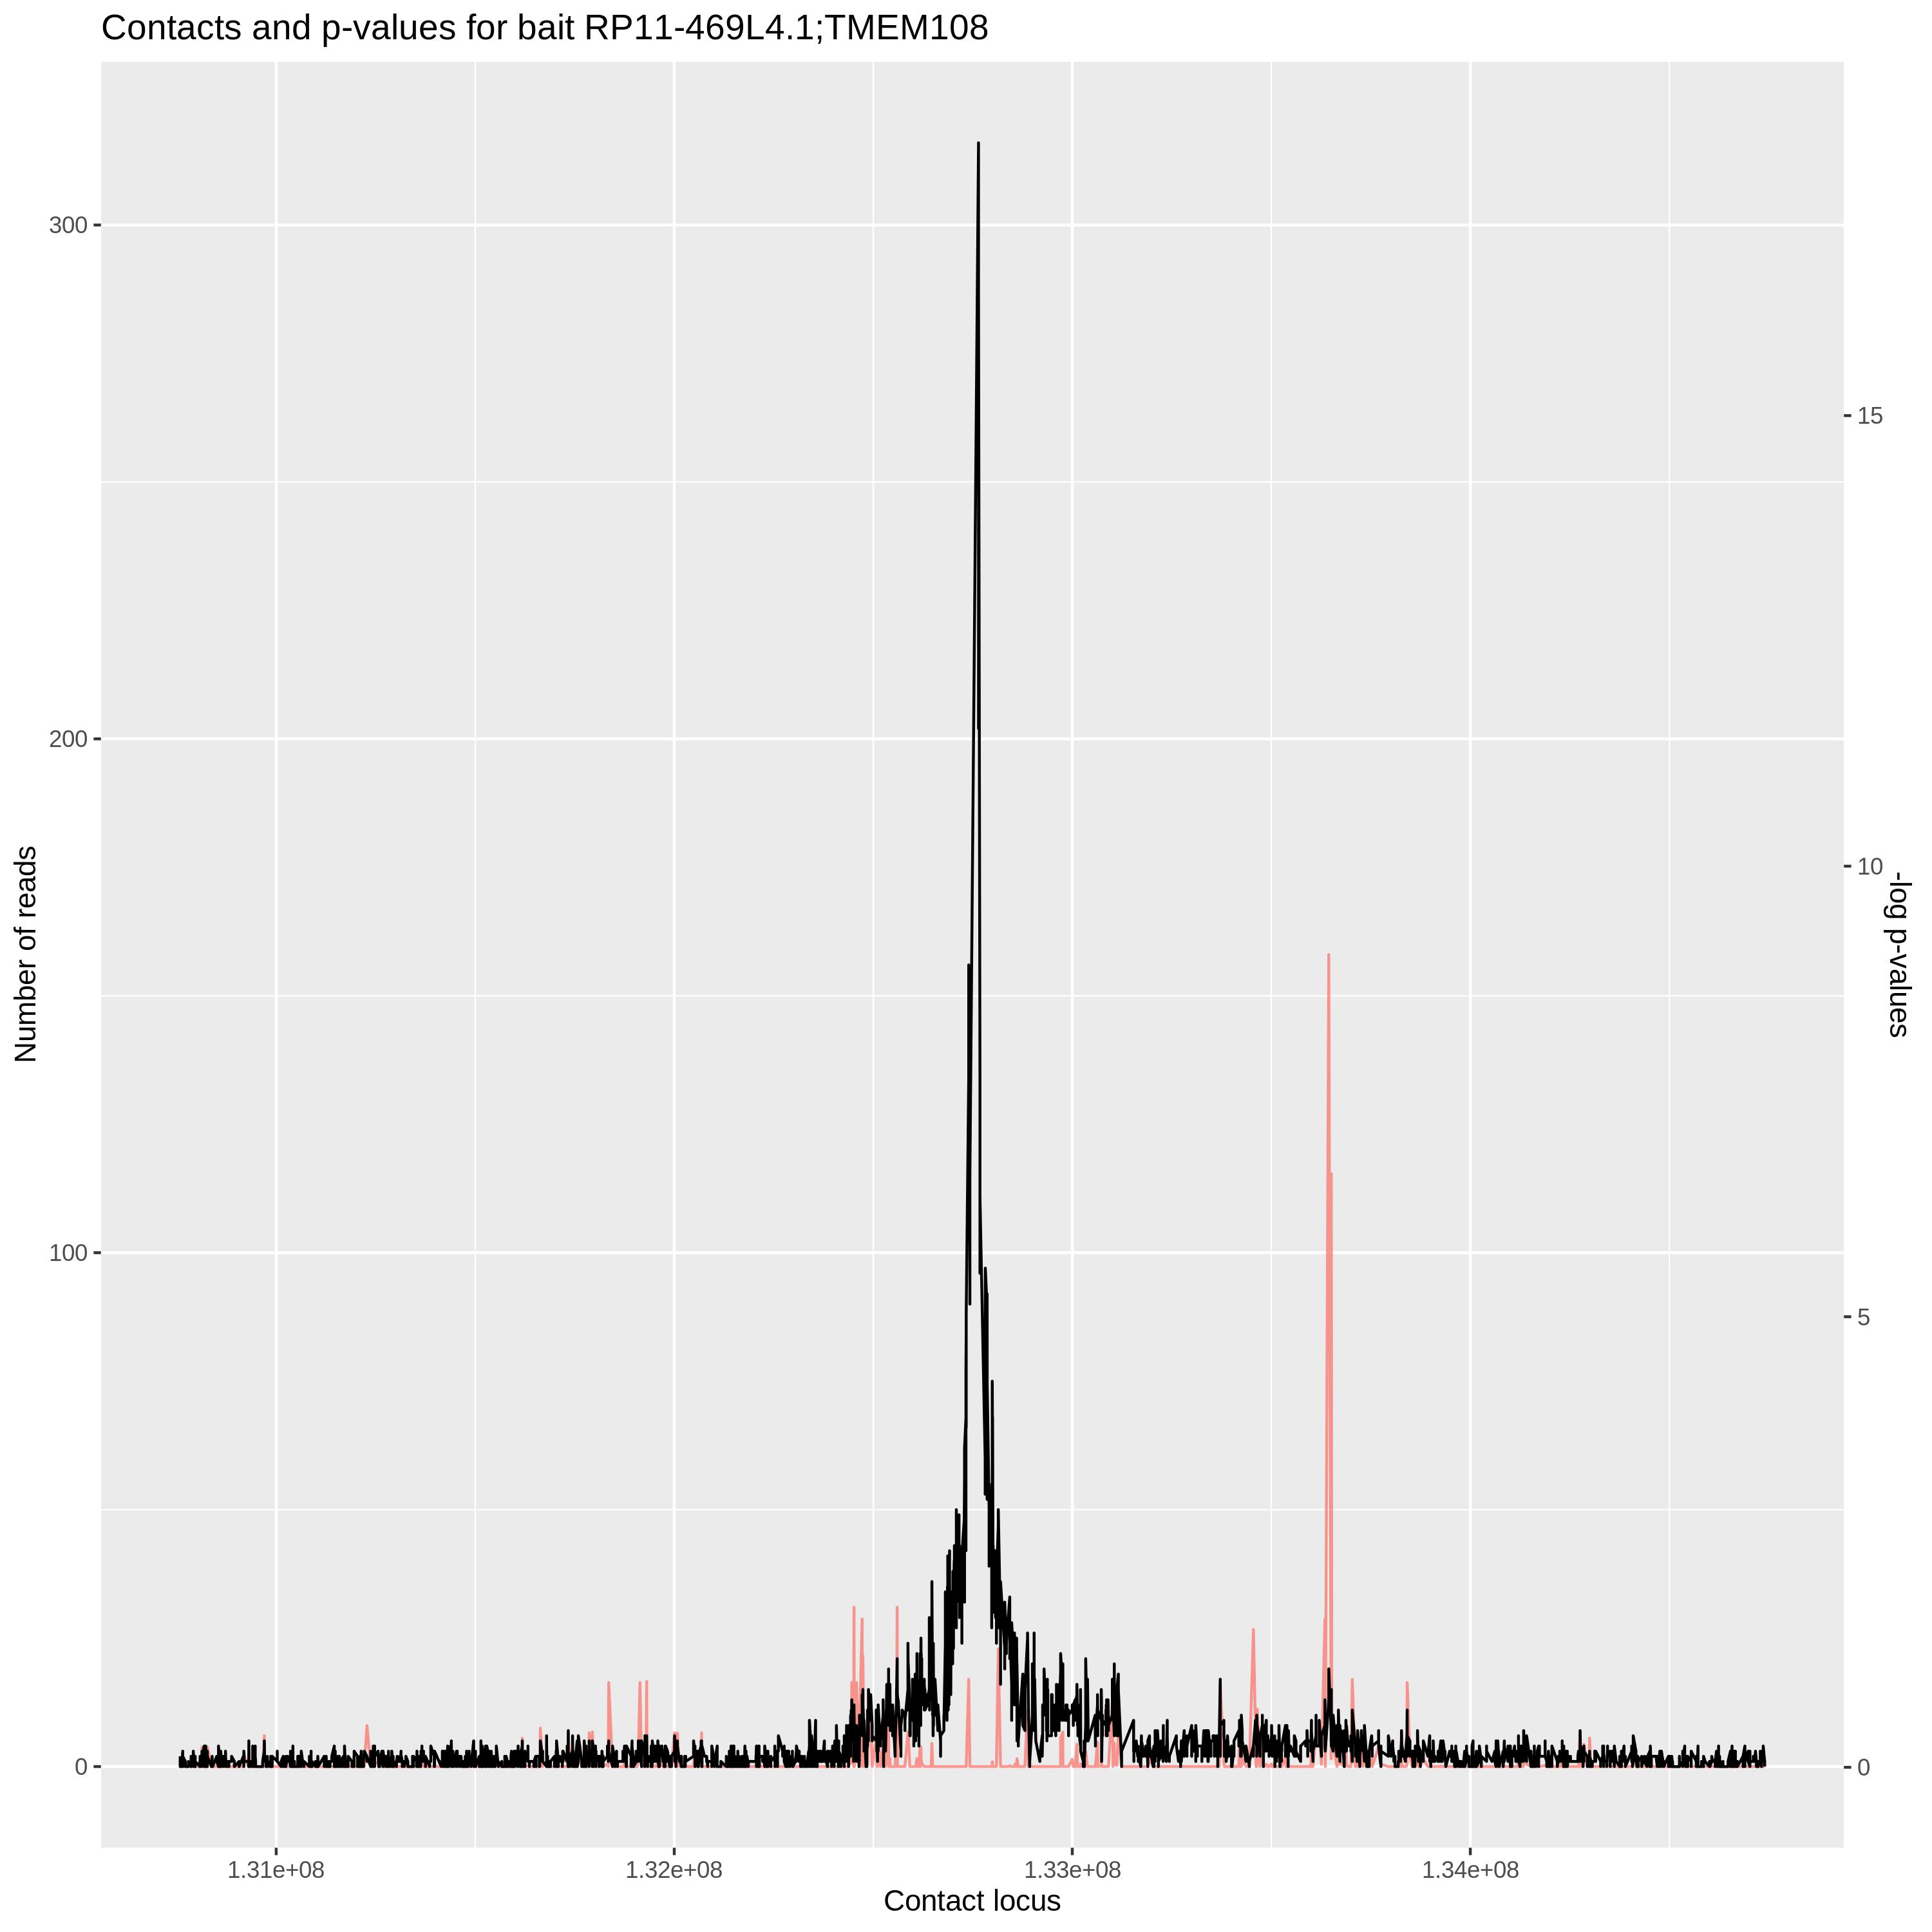 Contacts and p-values for bait RP11-469L4.1;TMEM108
300
200
100
0
Number of reads
15
10
5
0
-log p-values
1.31e+08
1.32e+08
1.33e+08
1.34e+08
Contact locus